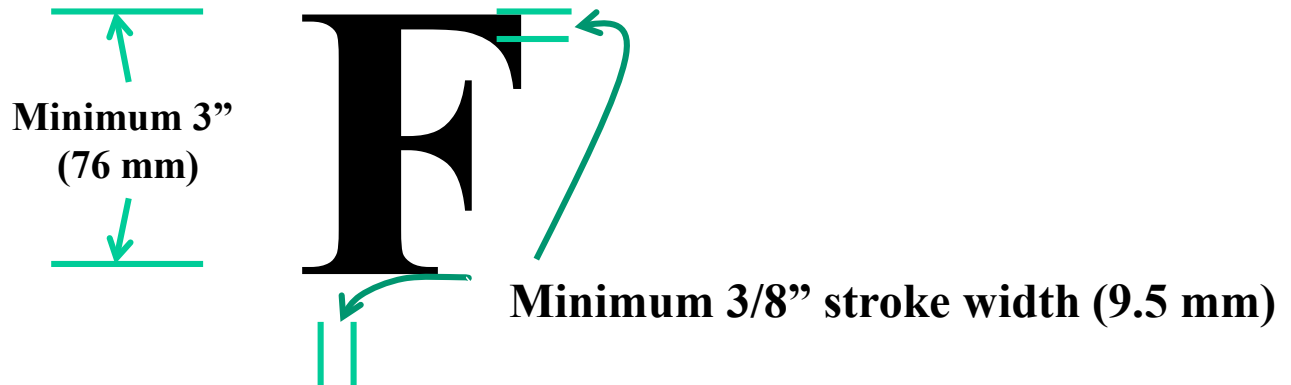 F
Minimum 3”
(76 mm)
Minimum 3/8” stroke width (9.5 mm)